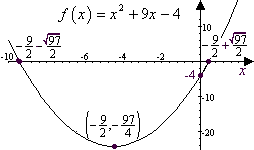 f(x) = x² + 9x - 4
-9/2 - √97/2
-9/2 + √97/2
-10
-6
-4
-2
x
10
-4
-10
-20
(-9/2, -97/4)